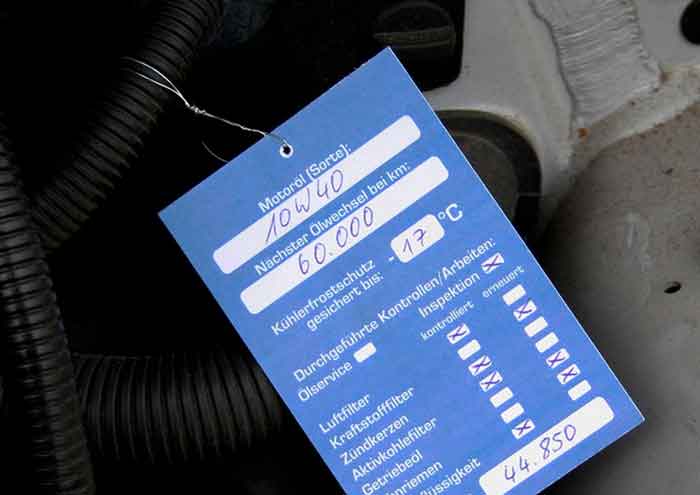 Motoröl (Sorte):
10W40
Nächster Ölwechsel bei km:
60.000
Kühlerfrostschutz
gesichert bis: -17 °C
Durchgeführte Kontrollen/Arbeiten:
Ölservice Inspektion X
kontrolliert erneuert
Luftfilter
Kraftstofffilter
Zündkerzen
Aktivkohlefilter
Getriebeöl
44.850